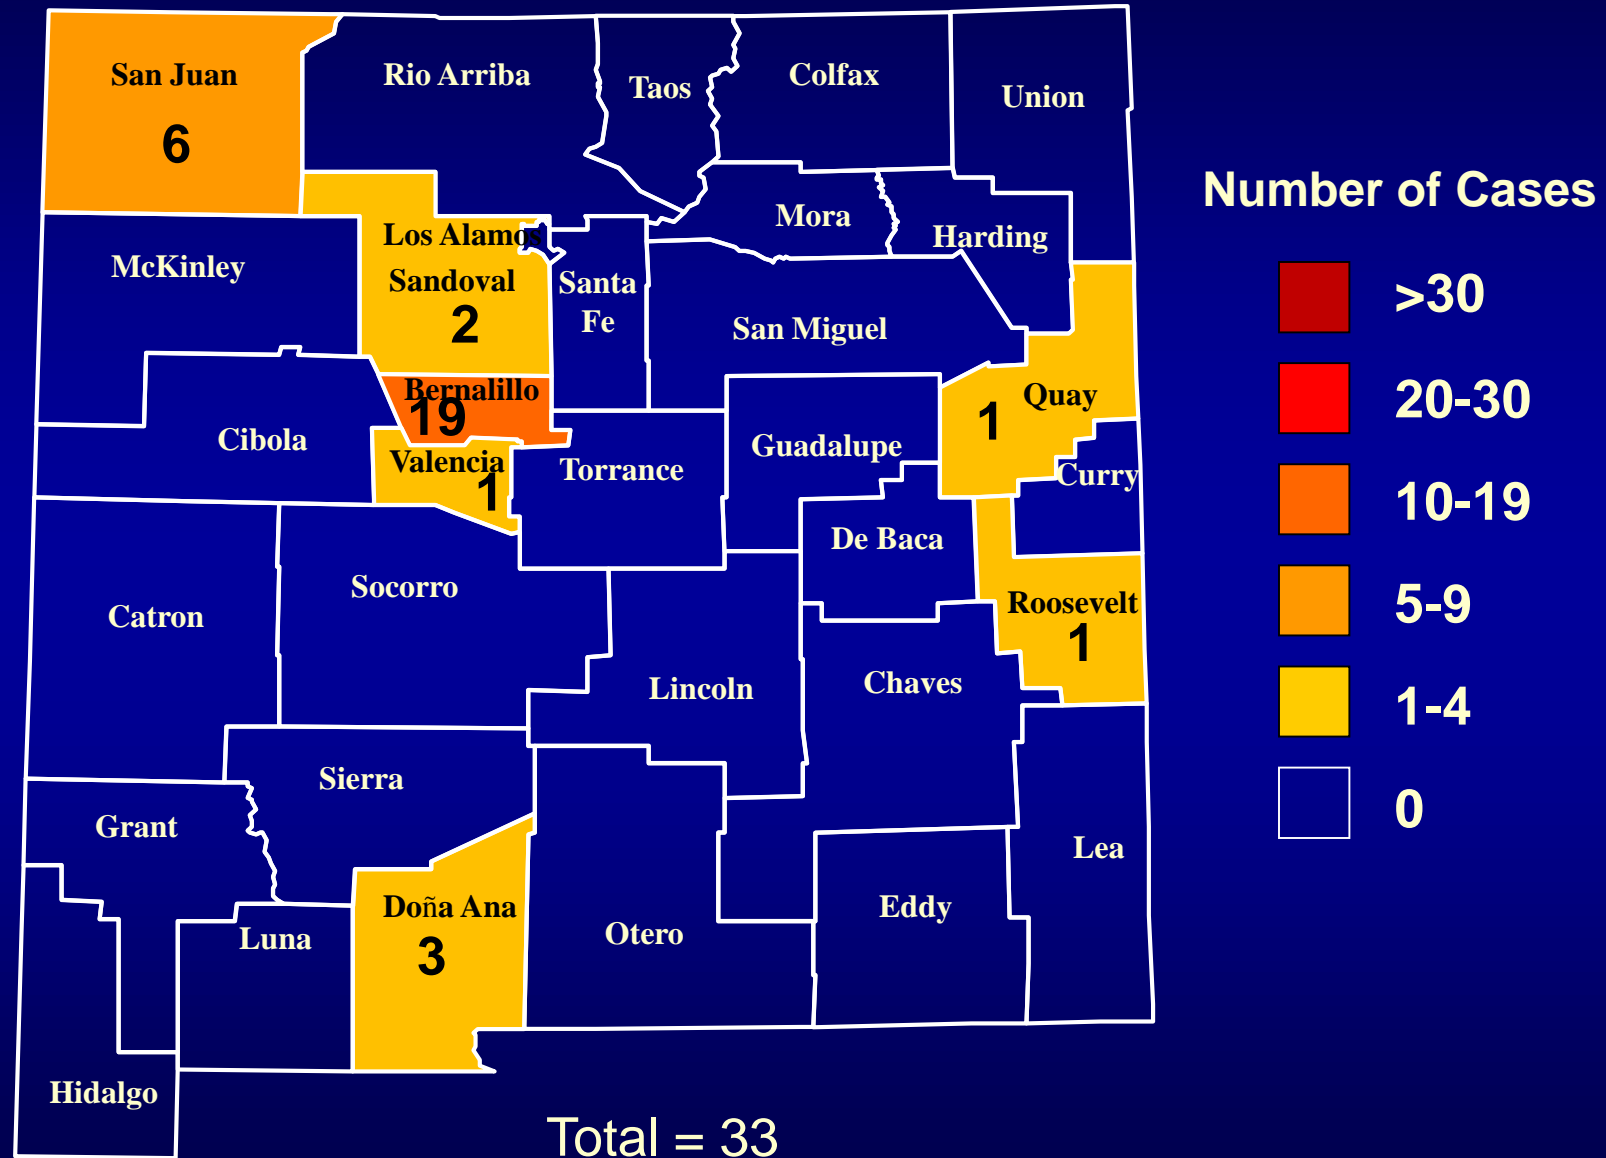 San Juan
6
Rio Arriba
Taos
Colfax
Union
Mora
Harding
McKinley
Los Alamos
Sandoval
2
Santa
Fe
San Miguel
Bernalillo
19
Quay
1
Cibola
Valencia
1
Torrance
Guadalupe
Curry
De Baca
Catron
Socorro
Roosevelt
1
Lincoln
Chaves
Sierra
Grant
Lea
Doña Ana
3
Luna
Otero
Eddy
Hidalgo
Total = 33
Number of Cases
>30
20-30
10-19
5-9
1-4
0